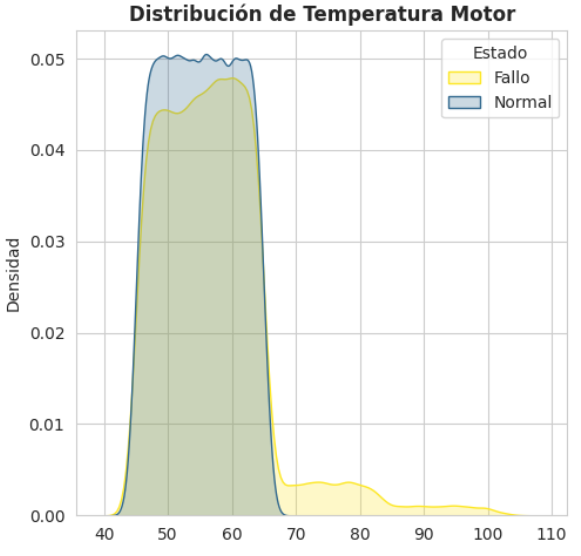 Distribución de Temperatura Motor
Estado
Fallo
Normal
Densidad
0.05
0.04
0.03
0.02
0.01
0.00
40 50 60 70 80 90 100 110